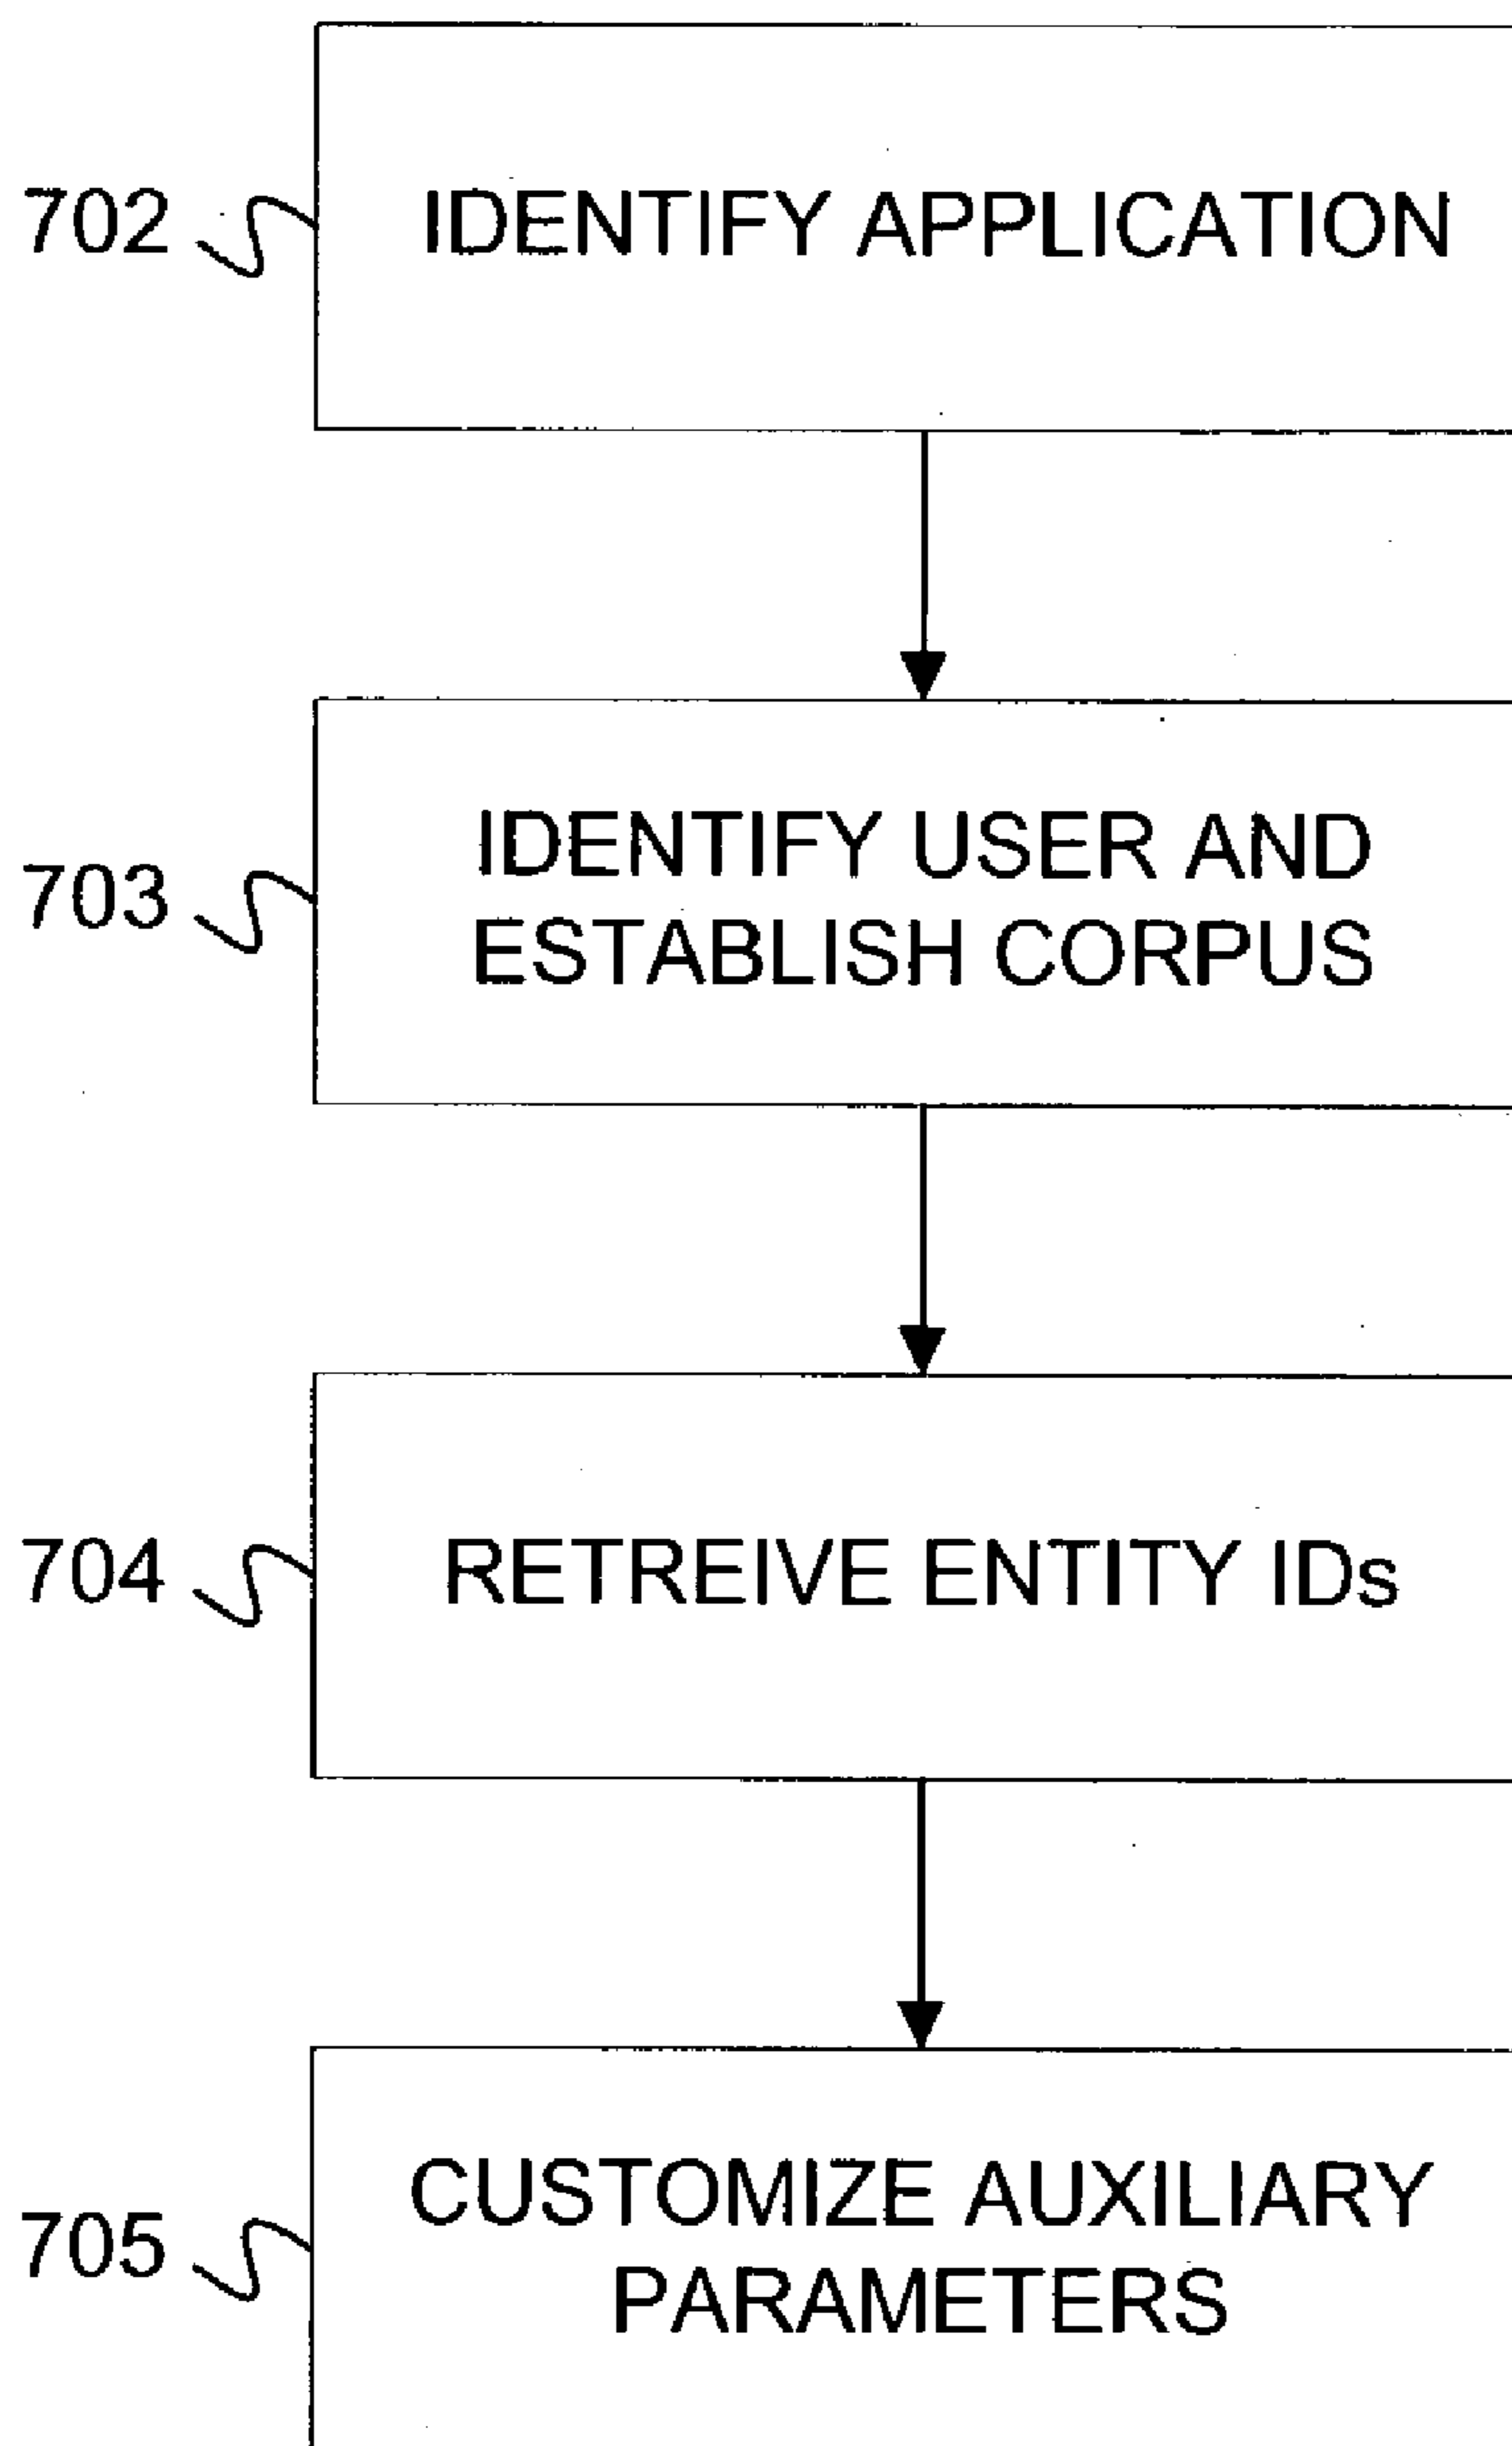 702 IDENTIFY APPLICATION
703 IDENTIFY USER AND
ESTABLISH CORPUS
704 RETREIVE ENTITY IDs
705 CUSTOMIZE AUXILIARY
PARAMETERS